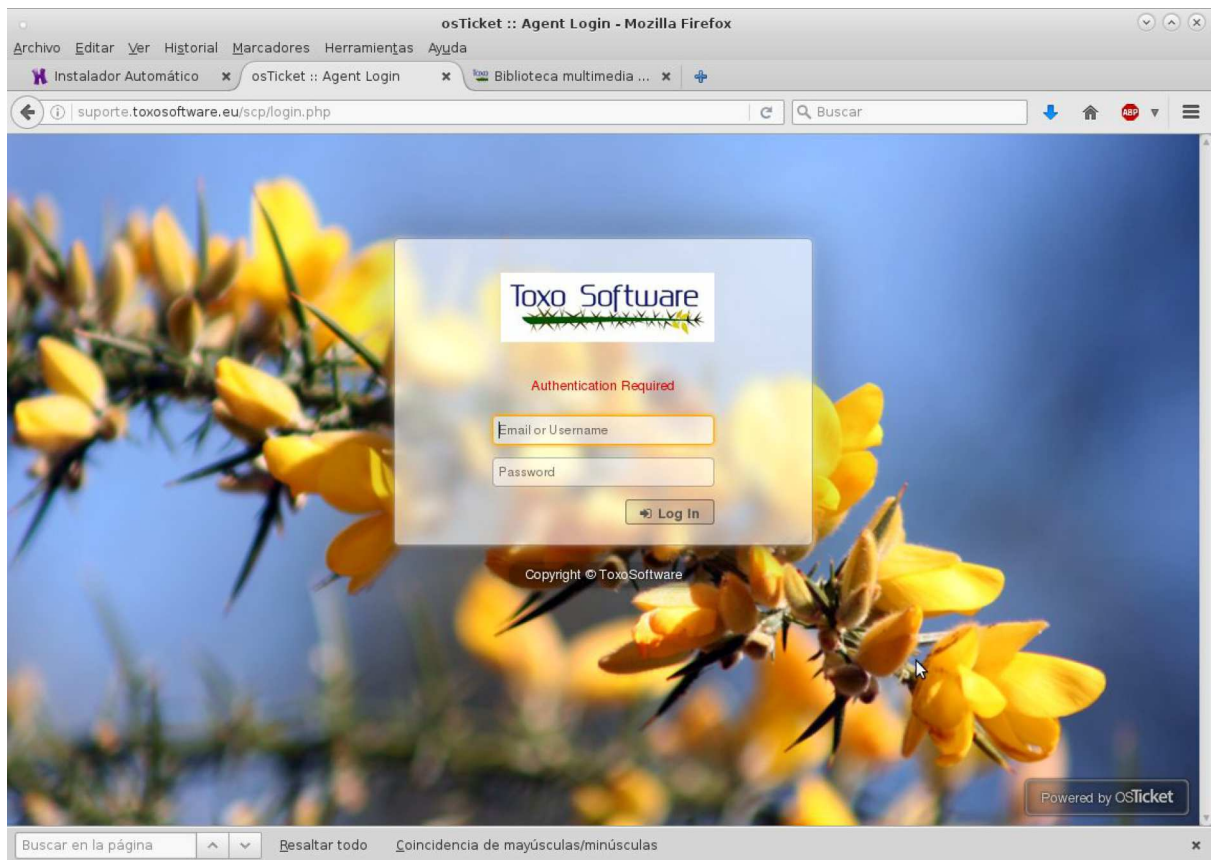 osTicket :: Agent Login - Mozilla Firefox
Archivo Editar Ver Historial Marcadores Herramientas Ayuda
Instalador Automático
osTicket :: Agent Login
Biblioteca multimedia ...
suporte.toxosoftware.eu/scp/login.php
Buscar
ABP
Toxo Software
Authentication Required
Email or Username
Password
Log In
Copyright © ToxoSoftware
Powered by osTicket
Buscar en la página
Resaltar todo
Coincidencia de mayúsculas/minúsculas